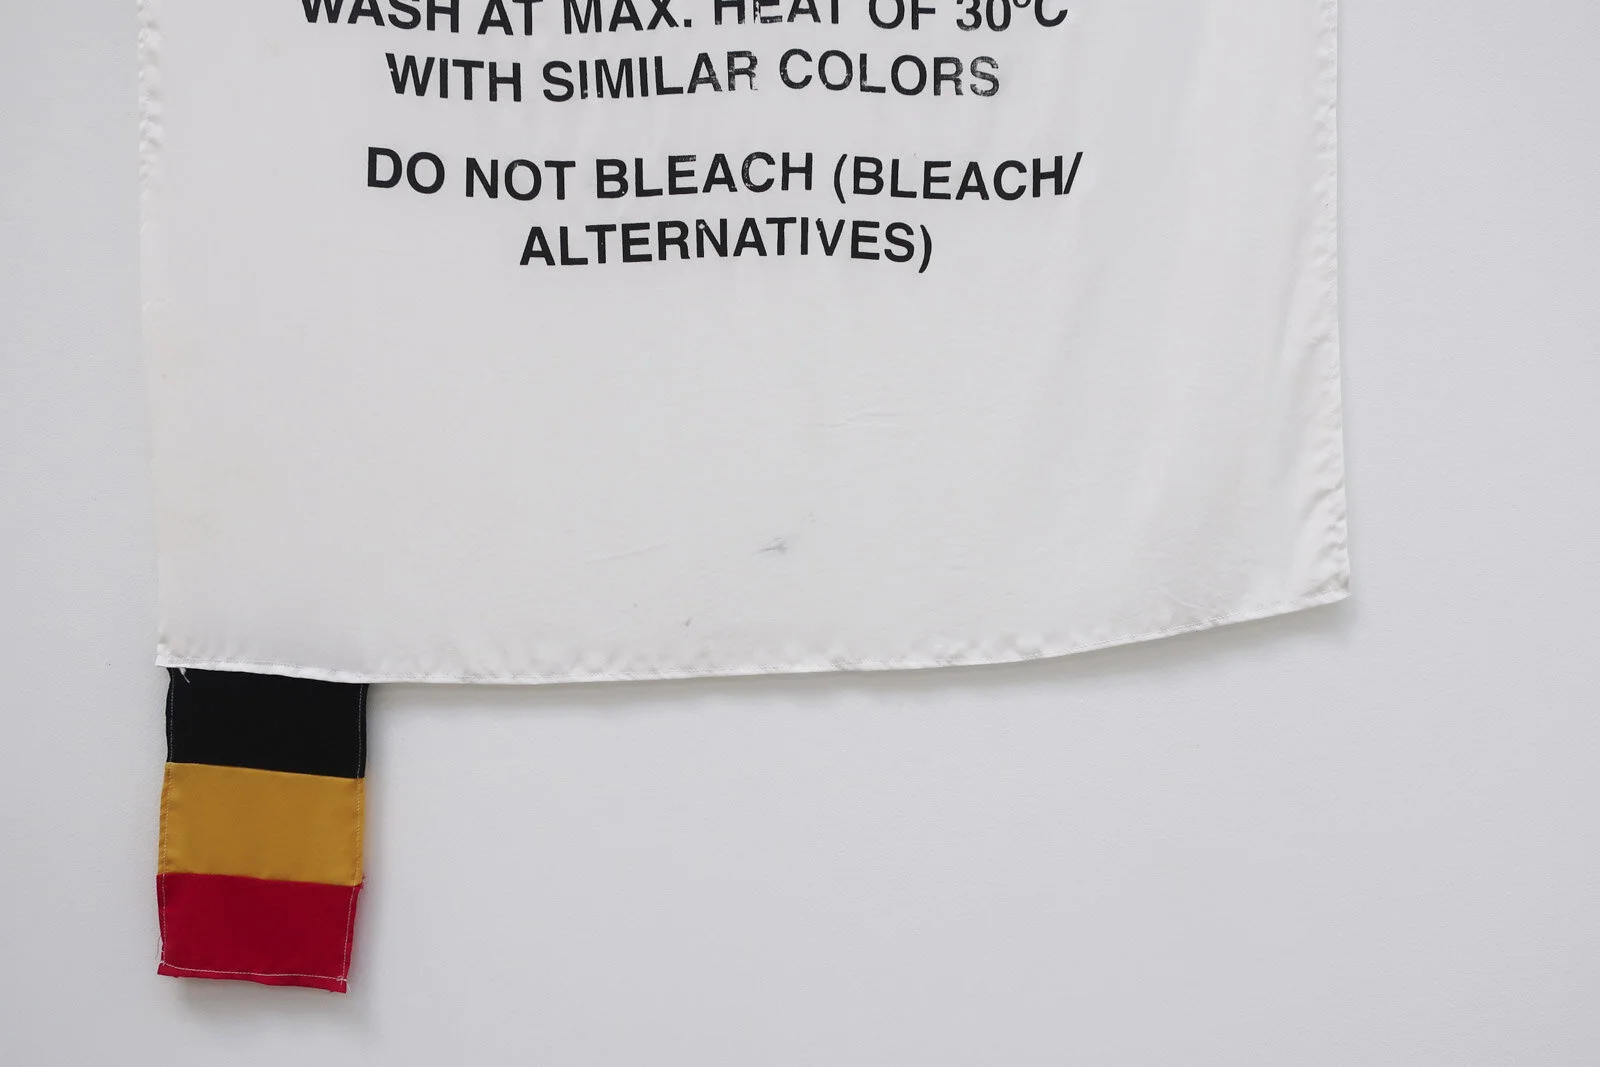 WASH AT MAX. HEAT OF 30°C
WITH SIMILAR COLORS
DO NOT BLEACH (BLEACH/
ALTERNATIVES)